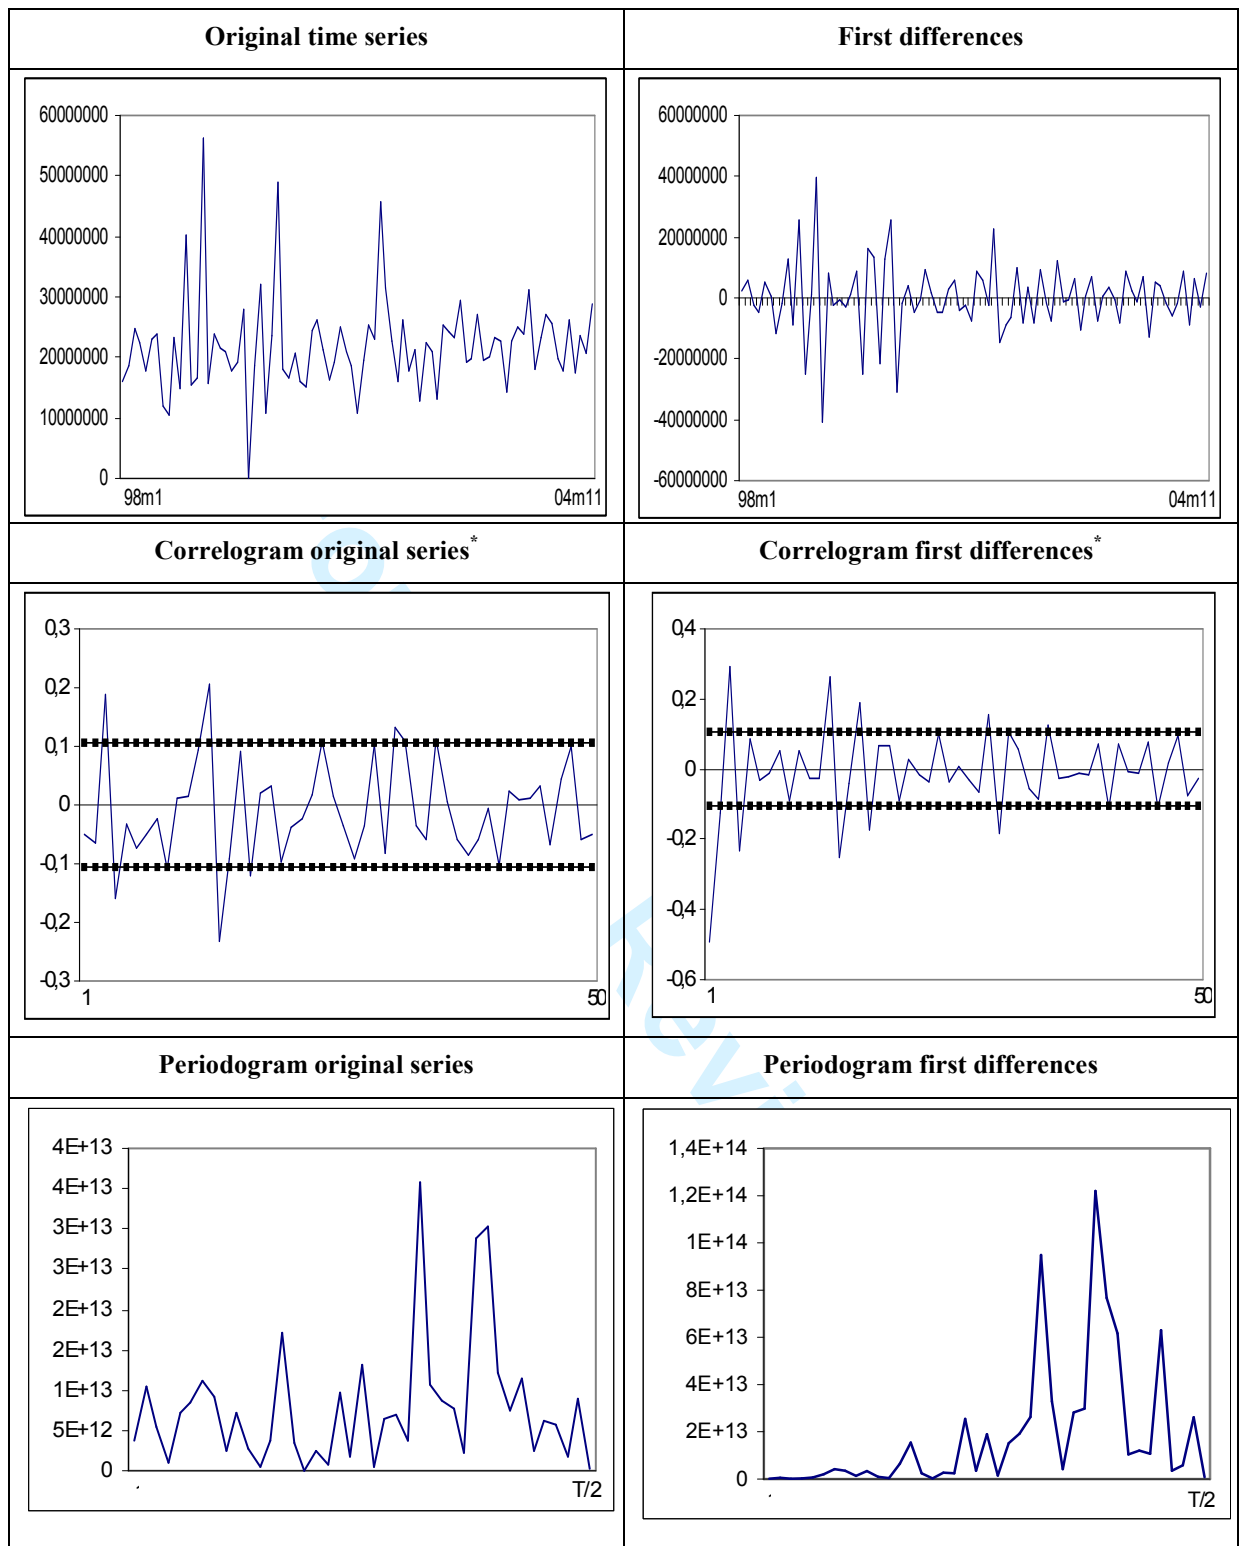 Original time series
First differences
60000000
50000000
40000000
30000000
20000000
10000000
0
98m1
04m11
60000000
40000000
20000000
0
-20000000
-40000000
-60000000
98m1
04m11
Correlogram original series*
Correlogram first differences*
0,3
0,2
0,1
0
-0,1
-0,2
-0,3
1
50
0,4
0,2
0
-0,2
-0,4
-0,6
1
50
Periodogram original series
Periodogram first differences
4E+13
4E+13
3E+13
3E+13
2E+13
2E+13
1E+13
5E+12
0
T/2
1,4E+14
1,2E+14
1E+14
8E+13
6E+13
4E+13
2E+13
0
T/2